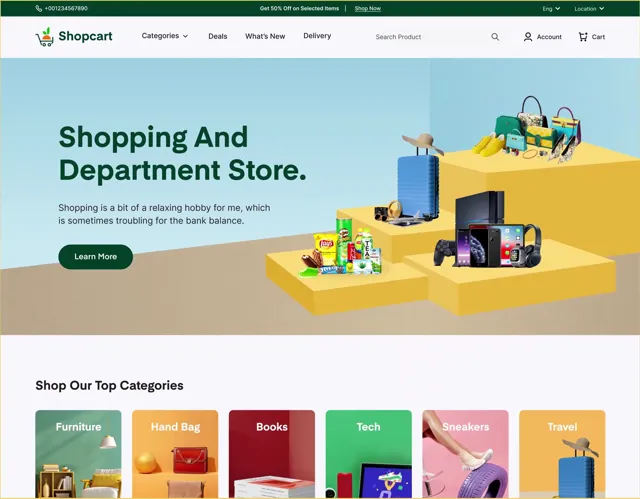 +001234567890
Get 50% Off on Selected Items | Shop Now
Eng
Location
Shopcart
Categories
Deals
What's New
Delivery
Search Product
Account
Cart
Shopping And
Department Store.
Shopping is a bit of a relaxing hobby for me, which
is sometimes troubling for the bank balance.
Learn More
Lay's
Shop Our Top Categories
Furniture
Hand Bag
Books
Tech
Sneakers
Travel